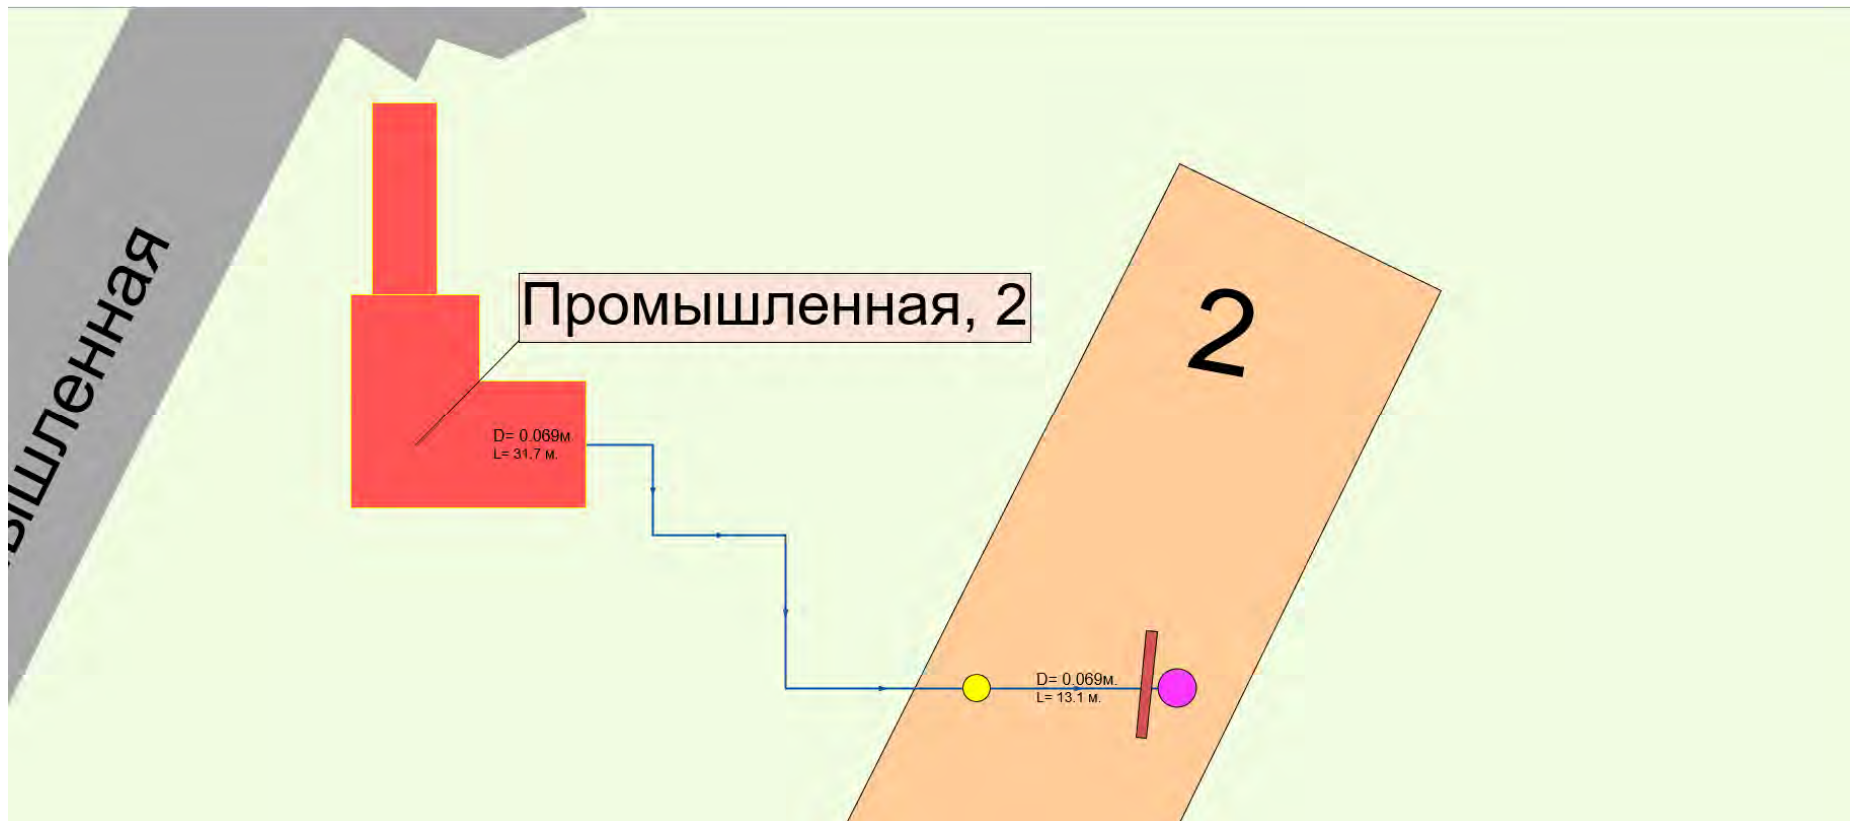 Промышленная, 2
2
ышленная
D= 0.069м
L= 31.7 м.
D= 0.069м.
L= 13.1 м.